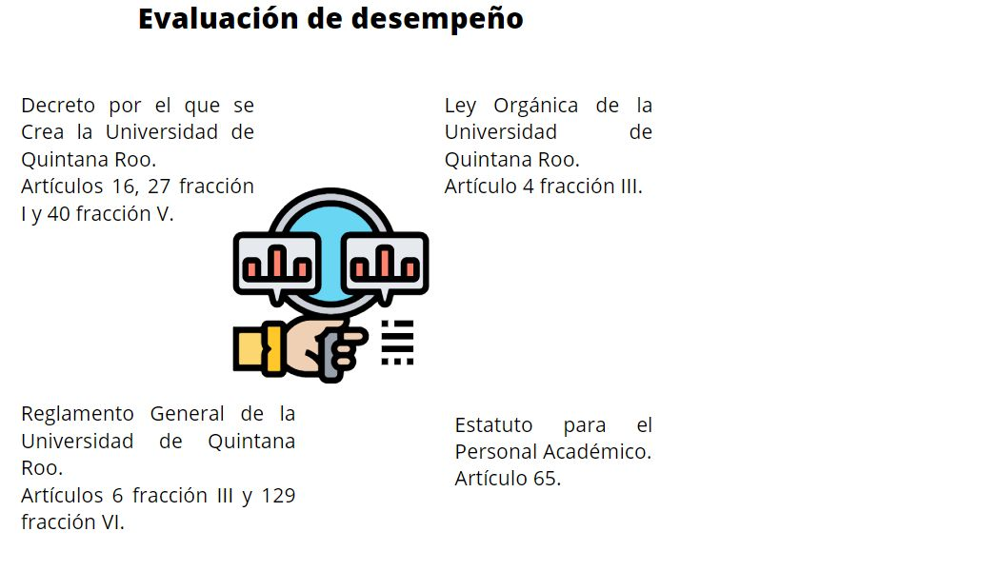 Evaluación de desempeño
Decreto por el que se
Crea la Universidad de
Quintana Roo.
Artículos 16, 27 fracción
I y 40 fracción V.
Ley Orgánica de la
Universidad de
Quintana Roo.
Artículo 4 fracción III.
Reglamento General de la
Universidad de Quintana
Roo.
Artículos 6 fracción III y 129
fracción VI.
Estatuto para el
Personal Académico.
Artículo 65.